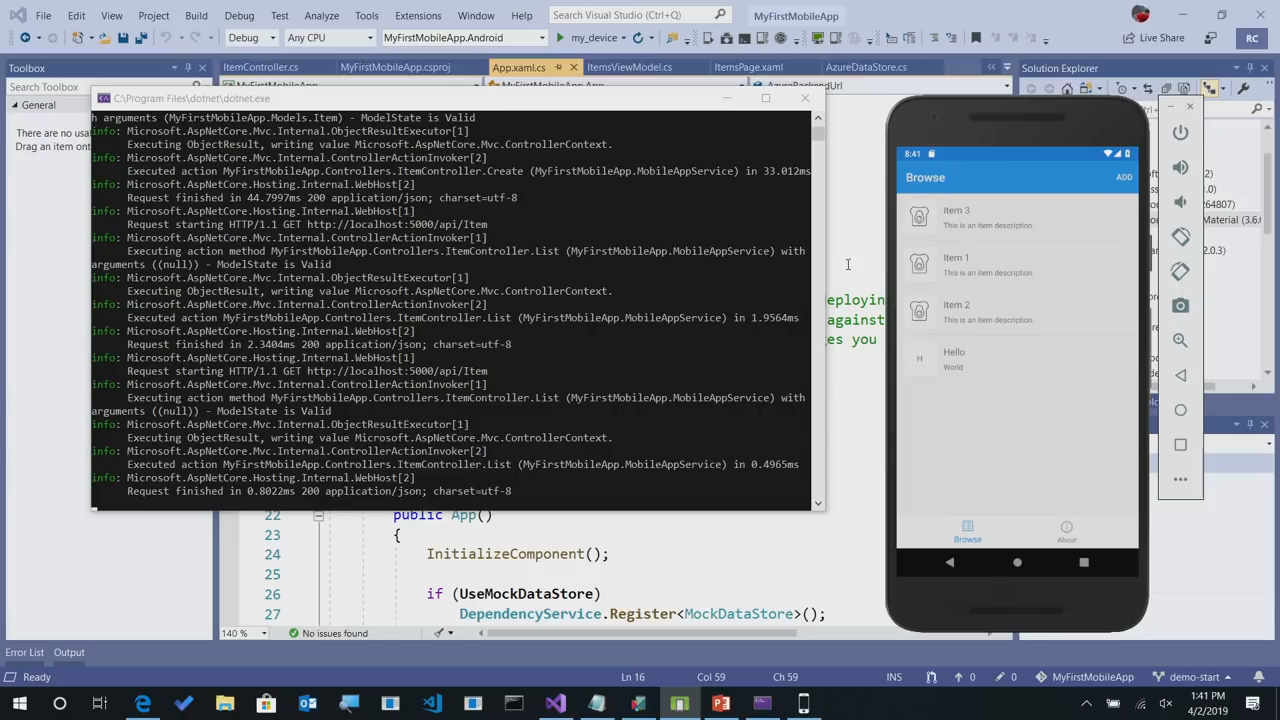 File Edit View Project Build Debug Test Analyze Tools Extensions Window Help Search Visual Studio (Ctrl+Q) MyFirstMobileApp
Debug Any CPU MyFirstMobileApp.Android my_device Live Share RC
Toolbox
Search Toolbox
General
There are no usa
Drag an item ont
ItemController.cs MyFirstMobileApp.csproj App.xaml.cs ItemsViewModel.cs ItemsPage.xaml AzureDataStore.cs
Solution Explorer
C:\Program Files\dotnet\dotnet.exe
h arguments (MyFirstMobileApp.Models.Item) - ModelState is Valid
info: Microsoft.AspNetCore.Mvc.Internal.ObjectResultExecutor[1]
Executing ObjectResult, writing value Microsoft.AspNetCore.Mvc.ControllerContext.
info: Microsoft.AspNetCore.Mvc.Internal.ControllerActionInvoker[2]
Executed action MyFirstMobileApp.Controllers.ItemController.Create (MyFirstMobileApp.MobileAppService) in 33.012ms
info: Microsoft.AspNetCore.Hosting.Internal.WebHost[2]
Request finished in 44.7997ms 200 application/json; charset=utf-8
info: Microsoft.AspNetCore.Hosting.Internal.WebHost[1]
Request starting HTTP/1.1 GET http://localhost:5000/api/Item
info: Microsoft.AspNetCore.Mvc.Internal.ControllerActionInvoker[1]
Executing action method MyFirstMobileApp.Controllers.ItemController.List (MyFirstMobileApp.MobileAppService) with
arguments ((null)) - ModelState is Valid
info: Microsoft.AspNetCore.Mvc.Internal.ObjectResultExecutor[1]
Executing ObjectResult, writing value Microsoft.AspNetCore.Mvc.ControllerContext.
info: Microsoft.AspNetCore.Mvc.Internal.ControllerActionInvoker[2]
Executed action MyFirstMobileApp.Controllers.ItemController.List (MyFirstMobileApp.MobileAppService) in 1.9564ms
info: Microsoft.AspNetCore.Hosting.Internal.WebHost[2]
Request finished in 2.3404ms 200 application/json; charset=utf-8
info: Microsoft.AspNetCore.Hosting.Internal.WebHost[1]
Request starting HTTP/1.1 GET http://localhost:5000/api/Item
info: Microsoft.AspNetCore.Mvc.Internal.ControllerActionInvoker[1]
Executing action method MyFirstMobileApp.Controllers.ItemController.List (MyFirstMobileApp.MobileAppService) with
arguments ((null)) - ModelState is Valid
info: Microsoft.AspNetCore.Mvc.Internal.ObjectResultExecutor[1]
Executing ObjectResult, writing value Microsoft.AspNetCore.Mvc.ControllerContext.
info: Microsoft.AspNetCore.Mvc.Internal.ControllerActionInvoker[2]
Executed action MyFirstMobileApp.Controllers.ItemController.List (MyFirstMobileApp.MobileAppService) in 0.4965ms
info: Microsoft.AspNetCore.Hosting.Internal.WebHost[2]
Request finished in 0.8022ms 200 application/json; charset=utf-8
eploying
against
ges you
22 public App()
23 {
24 InitializeComponent();
25
26 if (UseMockDataStore)
27 DependencyService.Register<MockDataStore>();
8:41
Browse ADD
Item 3
This is an item description.
Item 1
This is an item description.
Item 2
This is an item description.
H Hello
World
Browse About
264807)
Material (3.6.0
2.0.3)
140 % No issues found
Error List Output
Ready Ln 16 Col 59 Ch 59 INS 0 0 MyFirstMobileApp demo-start
1:41 PM
4/2/2019